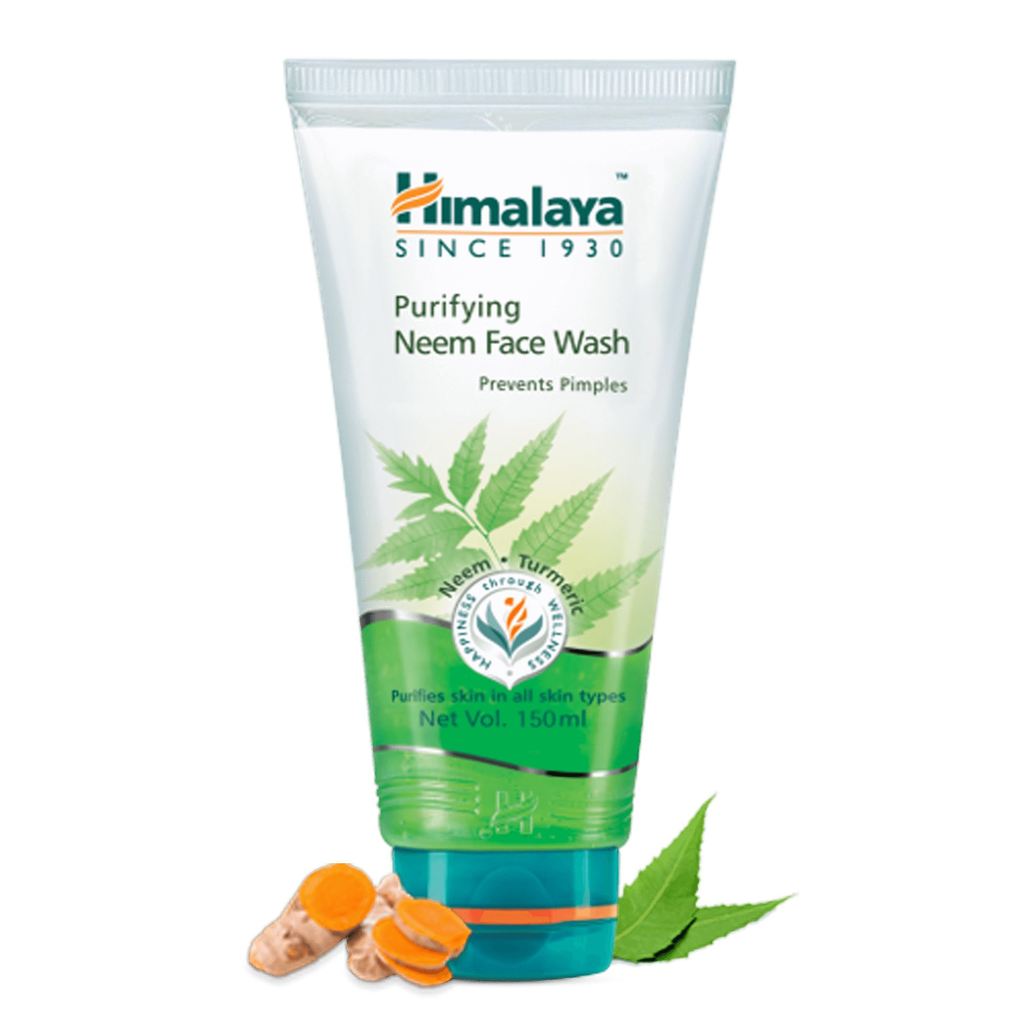 Himalaya™
SINCE 1930
Purifying
Neem Face Wash
Prevents Pimples
Neem • Turmeric
HAPPINESS through WELLNESS
Purifies skin in all skin types
Net Vol. 150ml
H